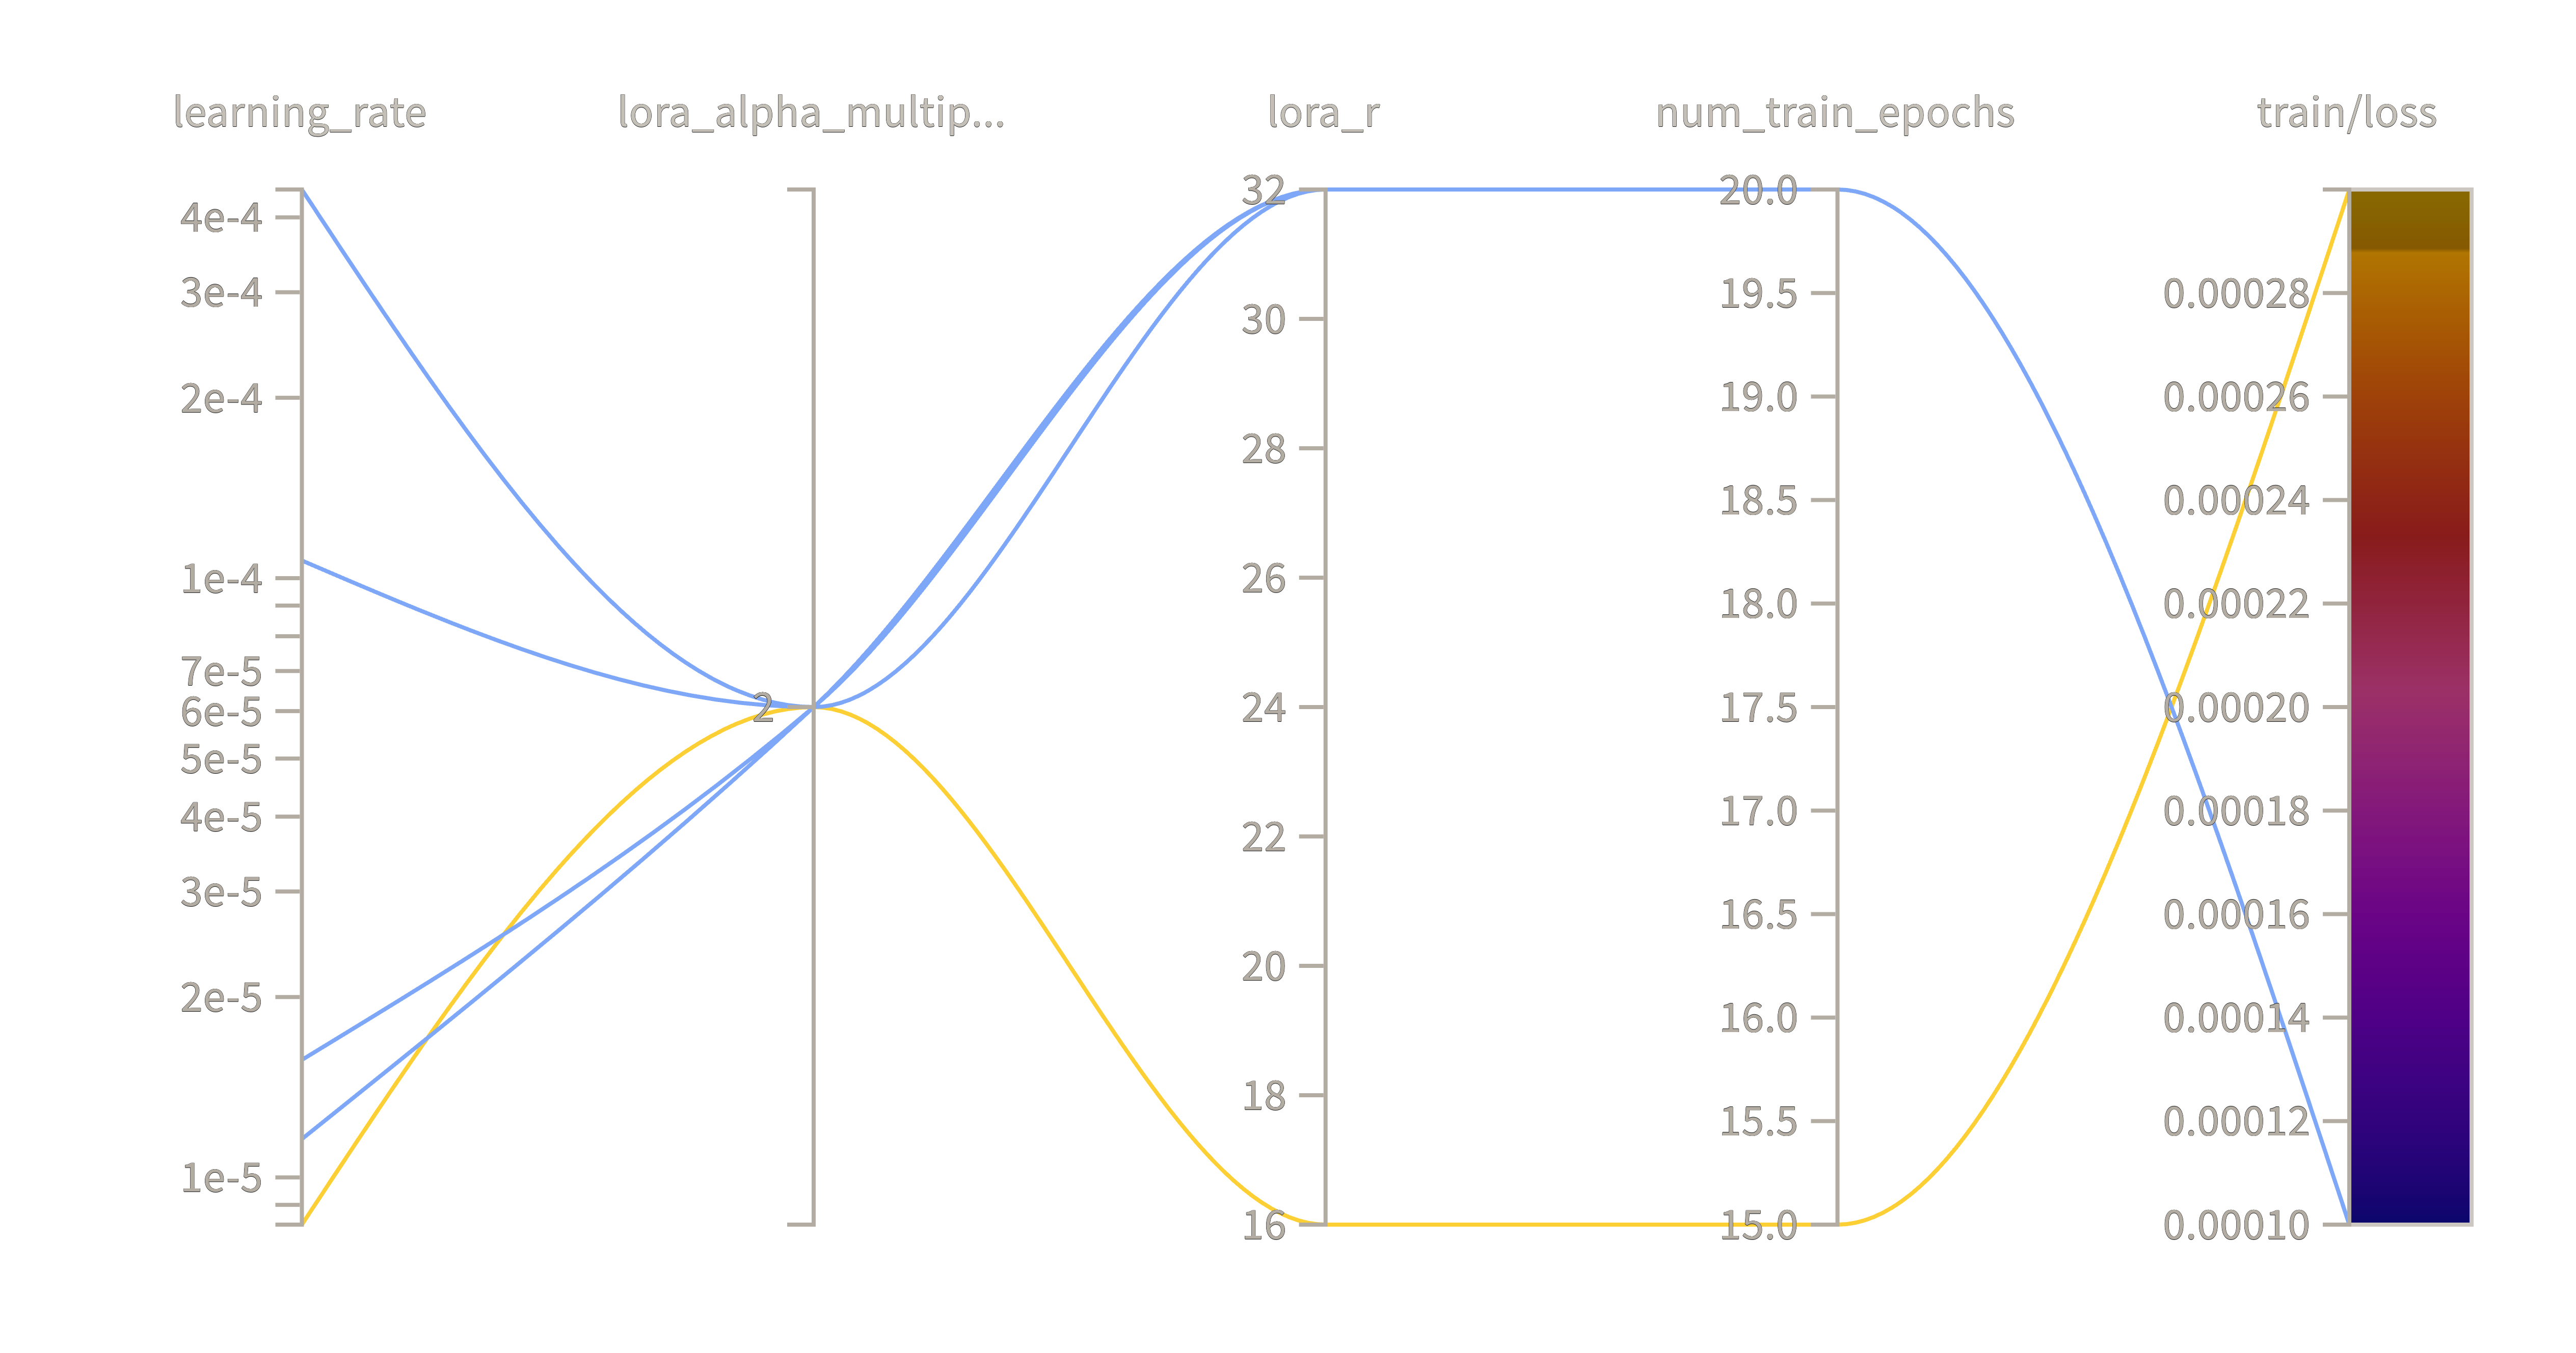 learning_rate
lora_alpha_multip...
lora_r
num_train_epochs
train/loss
4e-4
3e-4
2e-4
1e-4
7e-5
6e-5
5e-5
4e-5
3e-5
2e-5
1e-5
2
32
30
28
26
24
22
20
18
16
20.0
19.5
19.0
18.5
18.0
17.5
17.0
16.5
16.0
15.5
15.0
0.00028
0.00026
0.00024
0.00022
0.00020
0.00018
0.00016
0.00014
0.00012
0.00010